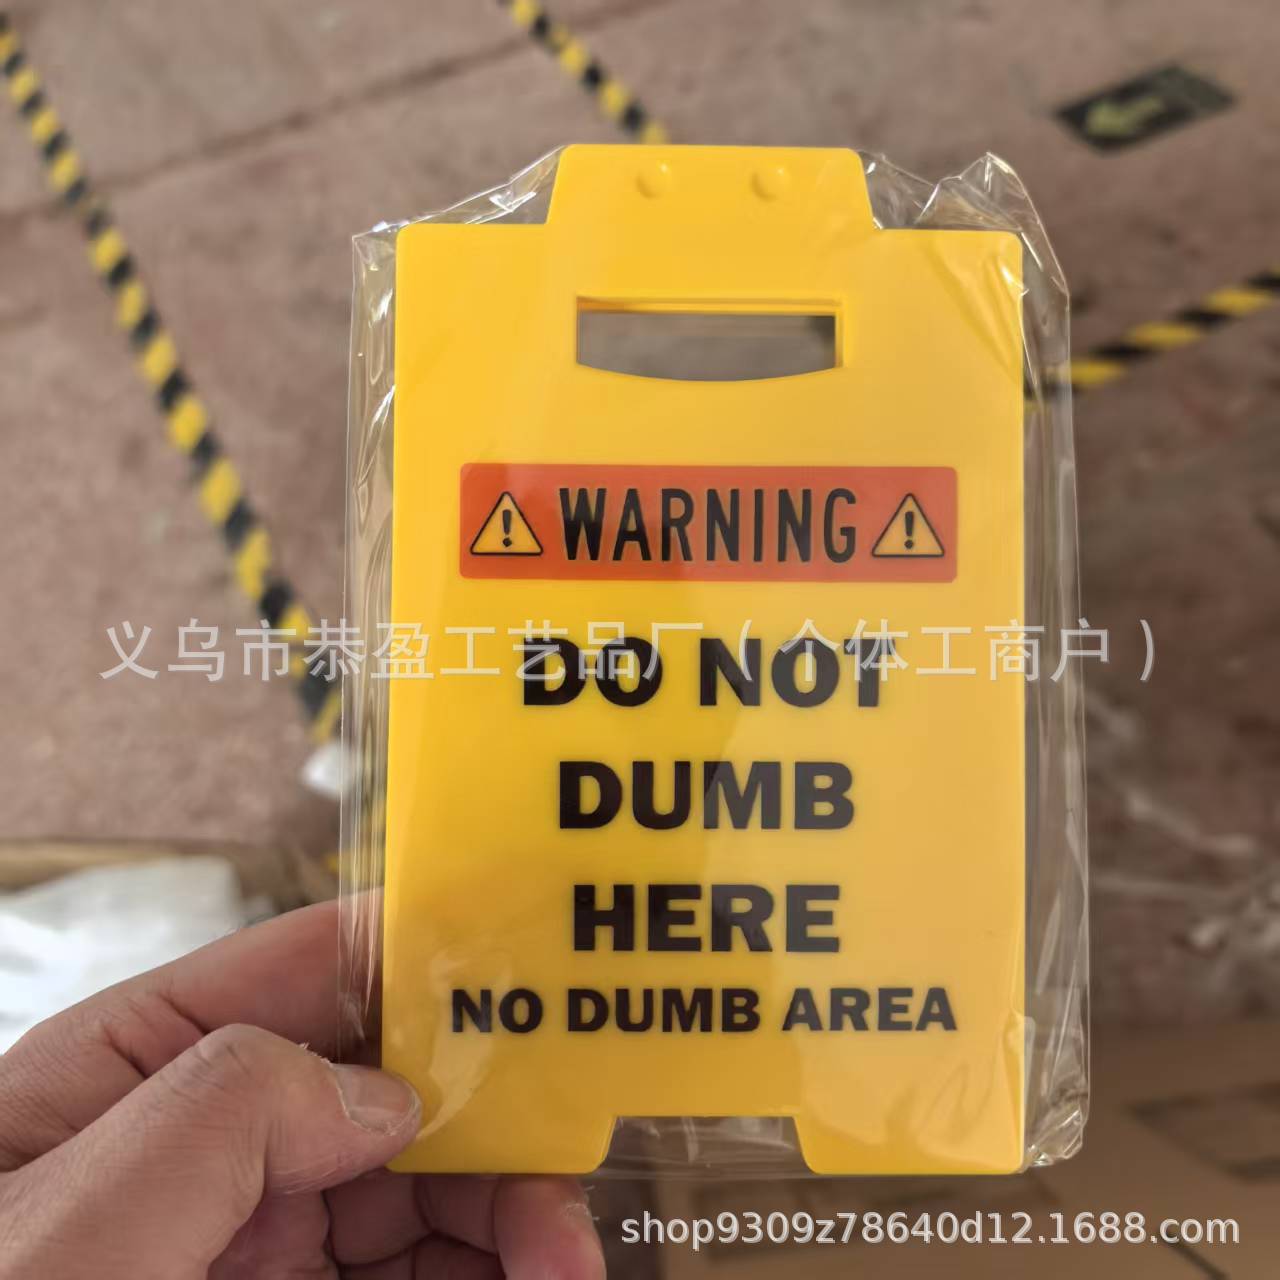 WARNING
义乌市恭盈工艺品厂(个体工商户)
DO NOT
DUMB
HERE
NO DUMB AREA
shop9309z78640d12.1688.com